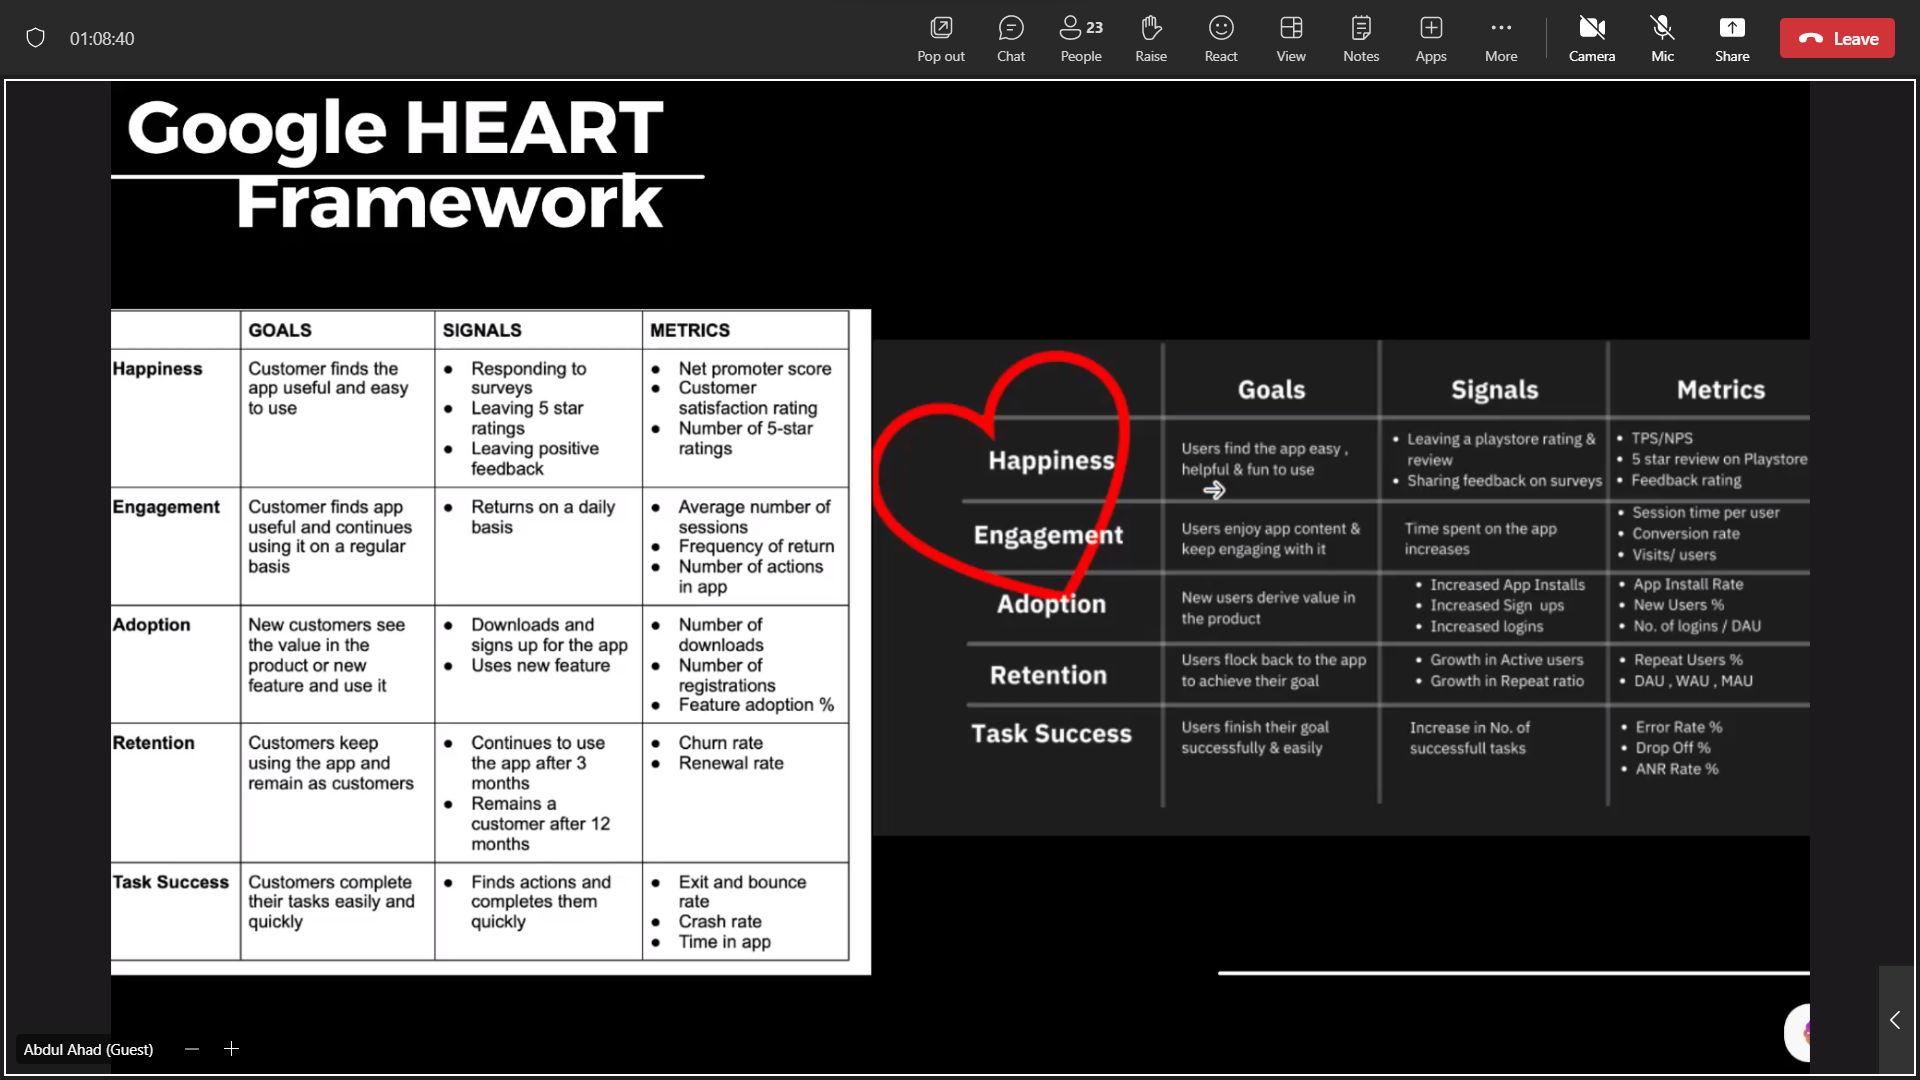 01:08:40
Pop out
Chat
23
People
Raise
React
View
Notes
Apps
More
Camera
Mic
Share
Leave
Google HEART
Framework
GOALS SIGNALS METRICS
Happiness
Customer finds the
app useful and easy
to use
● Responding to
surveys
● Leaving 5 star
ratings
● Leaving positive
feedback
● Net promoter score
● Customer
satisfaction rating
● Number of 5-star
ratings
Engagement
Customer finds app
useful and continues
using it on a regular
basis
● Returns on a daily
basis
● Average number of
sessions
● Frequency of return
● Number of actions
in app
Adoption
New customers see
the value in the
product or new
feature and use it
● Downloads and
signs up for the app
● Uses new feature
● Number of
downloads
● Number of
registrations
● Feature adoption %
Retention
Customers keep
using the app and
remain as customers
● Continues to use
the app after 3
months
● Remains a
customer after 12
months
● Churn rate
● Renewal rate
Task Success
Customers complete
their tasks easily and
quickly
● Finds actions and
completes them
quickly
● Exit and bounce
rate
● Crash rate
● Time in app
Goals Signals Metrics
Happiness
Users find the app easy ,
helpful & fun to use
• Leaving a playstore rating &
review
• Sharing feedback on surveys
• TPS/NPS
• 5 star review on Playstore
• Feedback rating
Engagement
Users enjoy app content &
keep engaging with it
Time spent on the app
increases
• Session time per user
• Conversion rate
• Visits/ users
Adoption
New users derive value in
the product
• Increased App Installs
• Increased Sign ups
• Increased logins
• App Install Rate
• New Users %
• No. of logins / DAU
Retention
Users flock back to the app
to achieve their goal
• Growth in Active users
• Growth in Repeat ratio
• Repeat Users %
• DAU , WAU , MAU
Task Success
Users finish their goal
successfully & easily
Increase in No. of
successfull tasks
• Error Rate %
• Drop Off %
• ANR Rate %
Abdul Ahad (Guest)